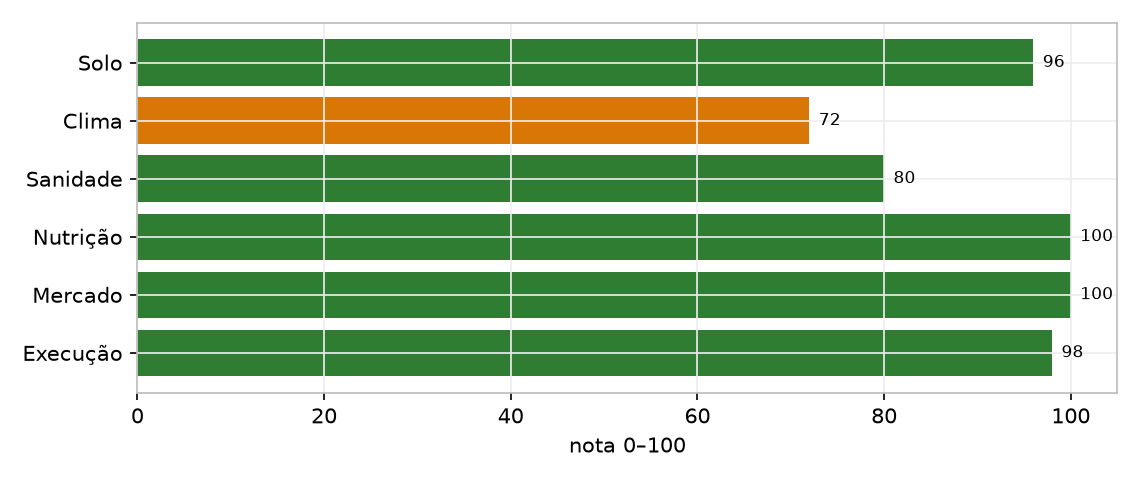 Solo 96
Clima 72
Sanidade 80
Nutrição 100
Mercado 100
Execução 98
0 20 40 60 80 100
nota 0–100